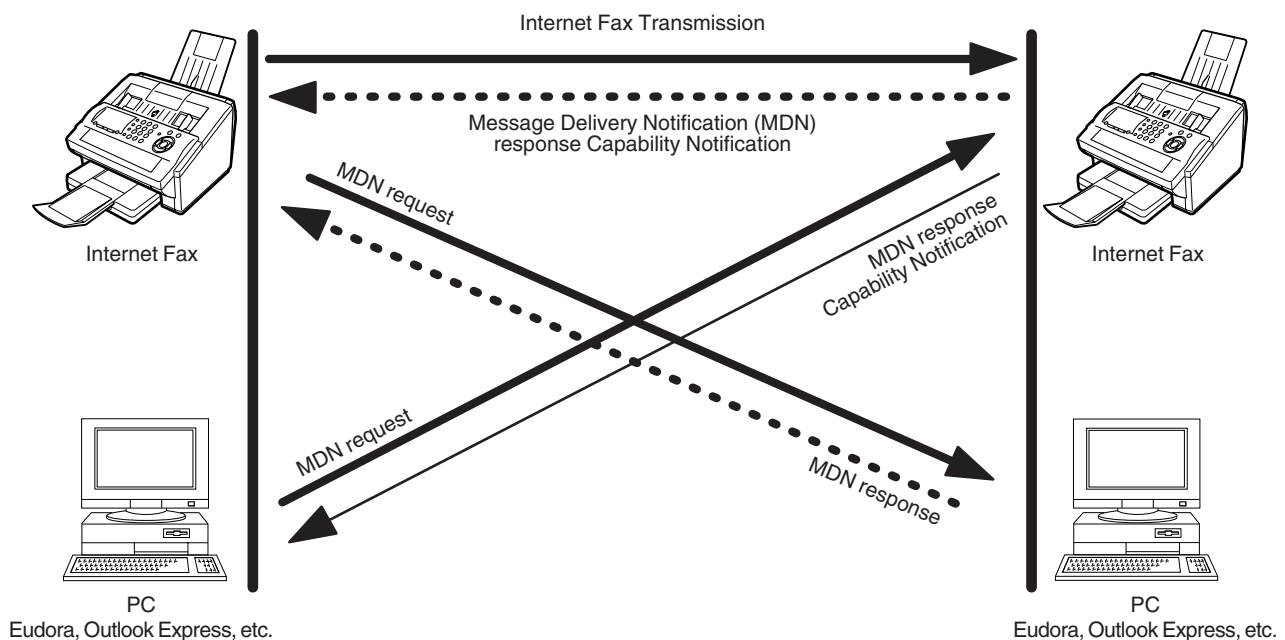 Internet Fax Transmission
Message Delivery Notification (MDN)
response Capability Notification
MDN request
MDN response
Capability Notification
Internet Fax
Internet Fax
MDN request
MDN response
PC
Eudora, Outlook Express, etc.
PC
Eudora, Outlook Express, etc.